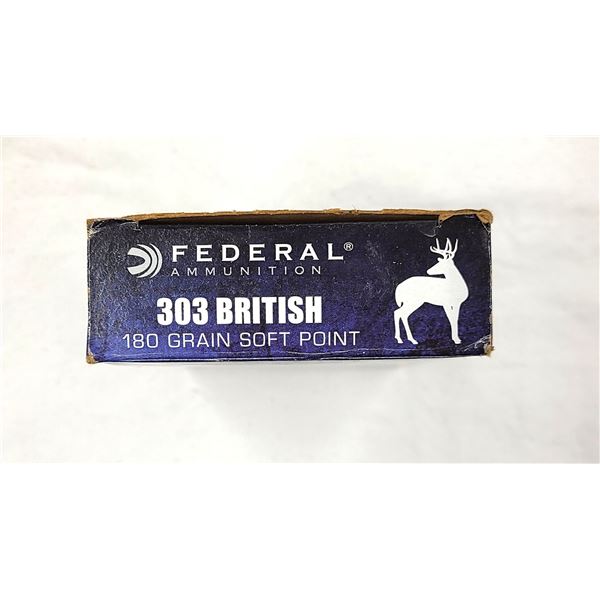 FEDERAL®
AMMUNITION
303 BRITISH
180 GRAIN SOFT POINT